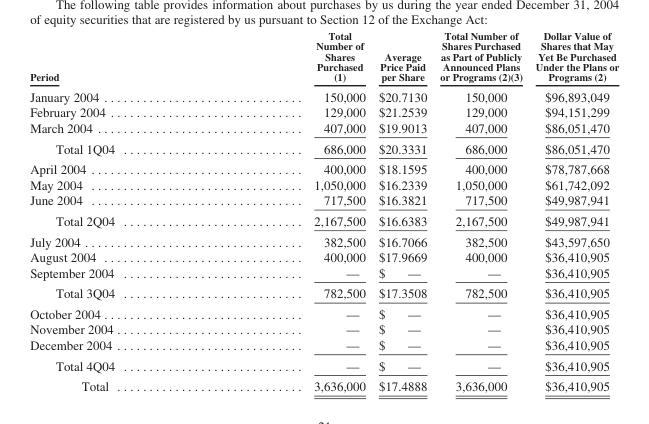 The following table provides information about purchases by us during the year ended December 31, 2004
of equity securities that are registered by us pursuant to Section 12 of the Exchange Act:
Period Total Number of Shares Purchased (1) Average Price Paid per Share Total Number of Shares Purchased as Part of Publicly Announced Plans or Programs (2)(3) Dollar Value of Shares that May Yet Be Purchased Under the Plans or Programs (2)
January 2004 . . . . . . . . . . . . . . . . . . . . . . . . . . . . . . 150,000 $20.7130 150,000 $96,893,049
February 2004 . . . . . . . . . . . . . . . . . . . . . . . . . . . . . 129,000 $21.2539 129,000 $94,151,299
March 2004 . . . . . . . . . . . . . . . . . . . . . . . . . . . . . . . 407,000 $19.9013 407,000 $86,051,470
Total 1Q04 . . . . . . . . . . . . . . . . . . . . . . . . . . . 686,000 $20.3331 686,000 $86,051,470
April 2004 . . . . . . . . . . . . . . . . . . . . . . . . . . . . . . . . 400,000 $18.1595 400,000 $78,787,668
May 2004 . . . . . . . . . . . . . . . . . . . . . . . . . . . . . . . . 1,050,000 $16.2339 1,050,000 $61,742,092
June 2004 . . . . . . . . . . . . . . . . . . . . . . . . . . . . . . . . 717,500 $16.3821 717,500 $49,987,941
Total 2Q04 . . . . . . . . . . . . . . . . . . . . . . . . . . . 2,167,500 $16.6383 2,167,500 $49,987,941
July 2004 . . . . . . . . . . . . . . . . . . . . . . . . . . . . . . . . . 382,500 $16.7066 382,500 $43,597,650
August 2004 . . . . . . . . . . . . . . . . . . . . . . . . . . . . . . 400,000 $17.9669 400,000 $36,410,905
September 2004 . . . . . . . . . . . . . . . . . . . . . . . . . . . . — $ — — $36,410,905
Total 3Q04 . . . . . . . . . . . . . . . . . . . . . . . . . . . 782,500 $17.3508 782,500 $36,410,905
October 2004 . . . . . . . . . . . . . . . . . . . . . . . . . . . . . . — $ — — $36,410,905
November 2004 . . . . . . . . . . . . . . . . . . . . . . . . . . . . — $ — — $36,410,905
December 2004 . . . . . . . . . . . . . . . . . . . . . . . . . . . . — $ — — $36,410,905
Total 4Q04 . . . . . . . . . . . . . . . . . . . . . . . . . . . — $ — — $36,410,905
Total . . . . . . . . . . . . . . . . . . . . . . . . . . . . 3,636,000 $17.4888 3,636,000 $36,410,905